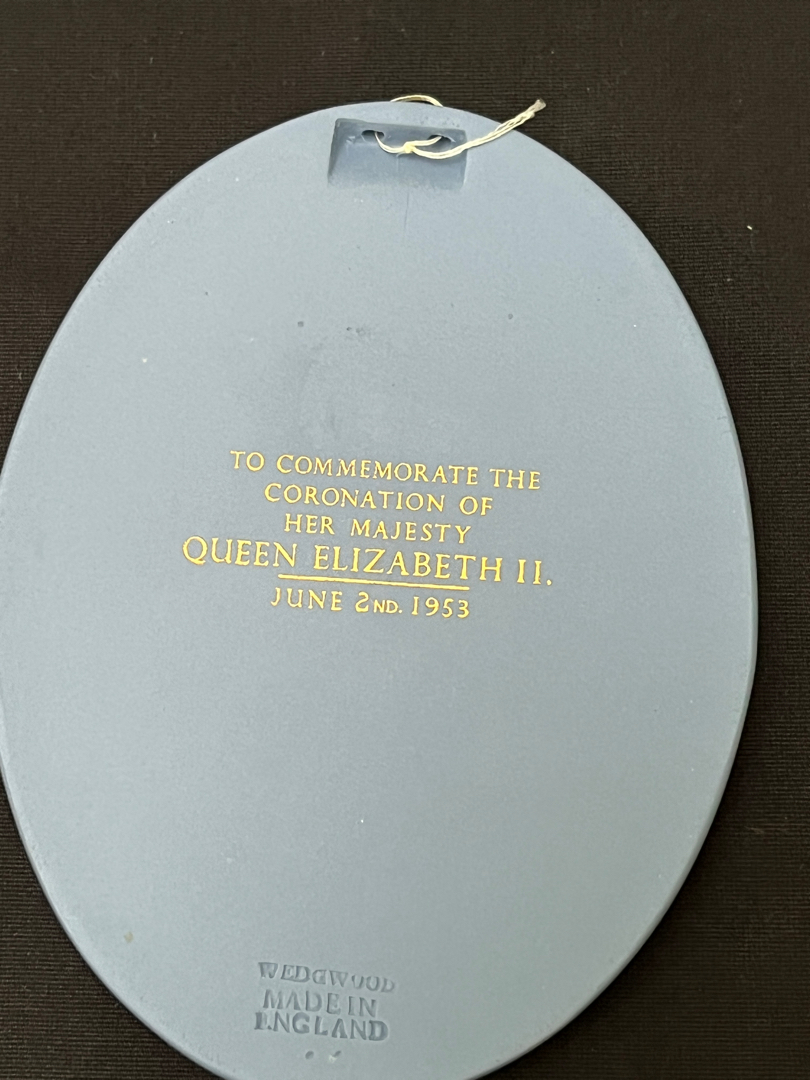 TO COMMEMORATE THE
CORONATION OF
HER MAJESTY
QUEEN ELIZABETH II.
JUNE 2ND. 1953
WEDGWOOD
MADE IN
ENGLAND